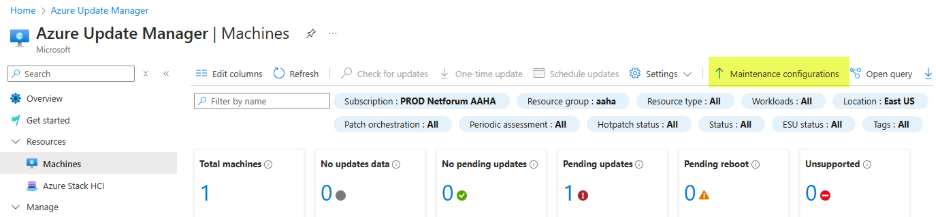 Home > Azure Update Manager
Azure Update Manager | Machines ...
Microsoft
Search
Edit columns Refresh Check for updates One-time update Schedule updates Settings Maintenance configurations Open query
Overview
Get started
Resources
Machines
Azure Stack HCI
Manage
Filter by name Subscription : PROD Netforum AAHA Resource group : aaha Resource type : All Workloads : All Location : East US
Patch orchestration : All Periodic assessment : All Hotpatch status : All Status : All ESU status : All Tags : All
Total machines No updates data No pending updates Pending updates Pending reboot Unsupported
1 0 0 1 0 0